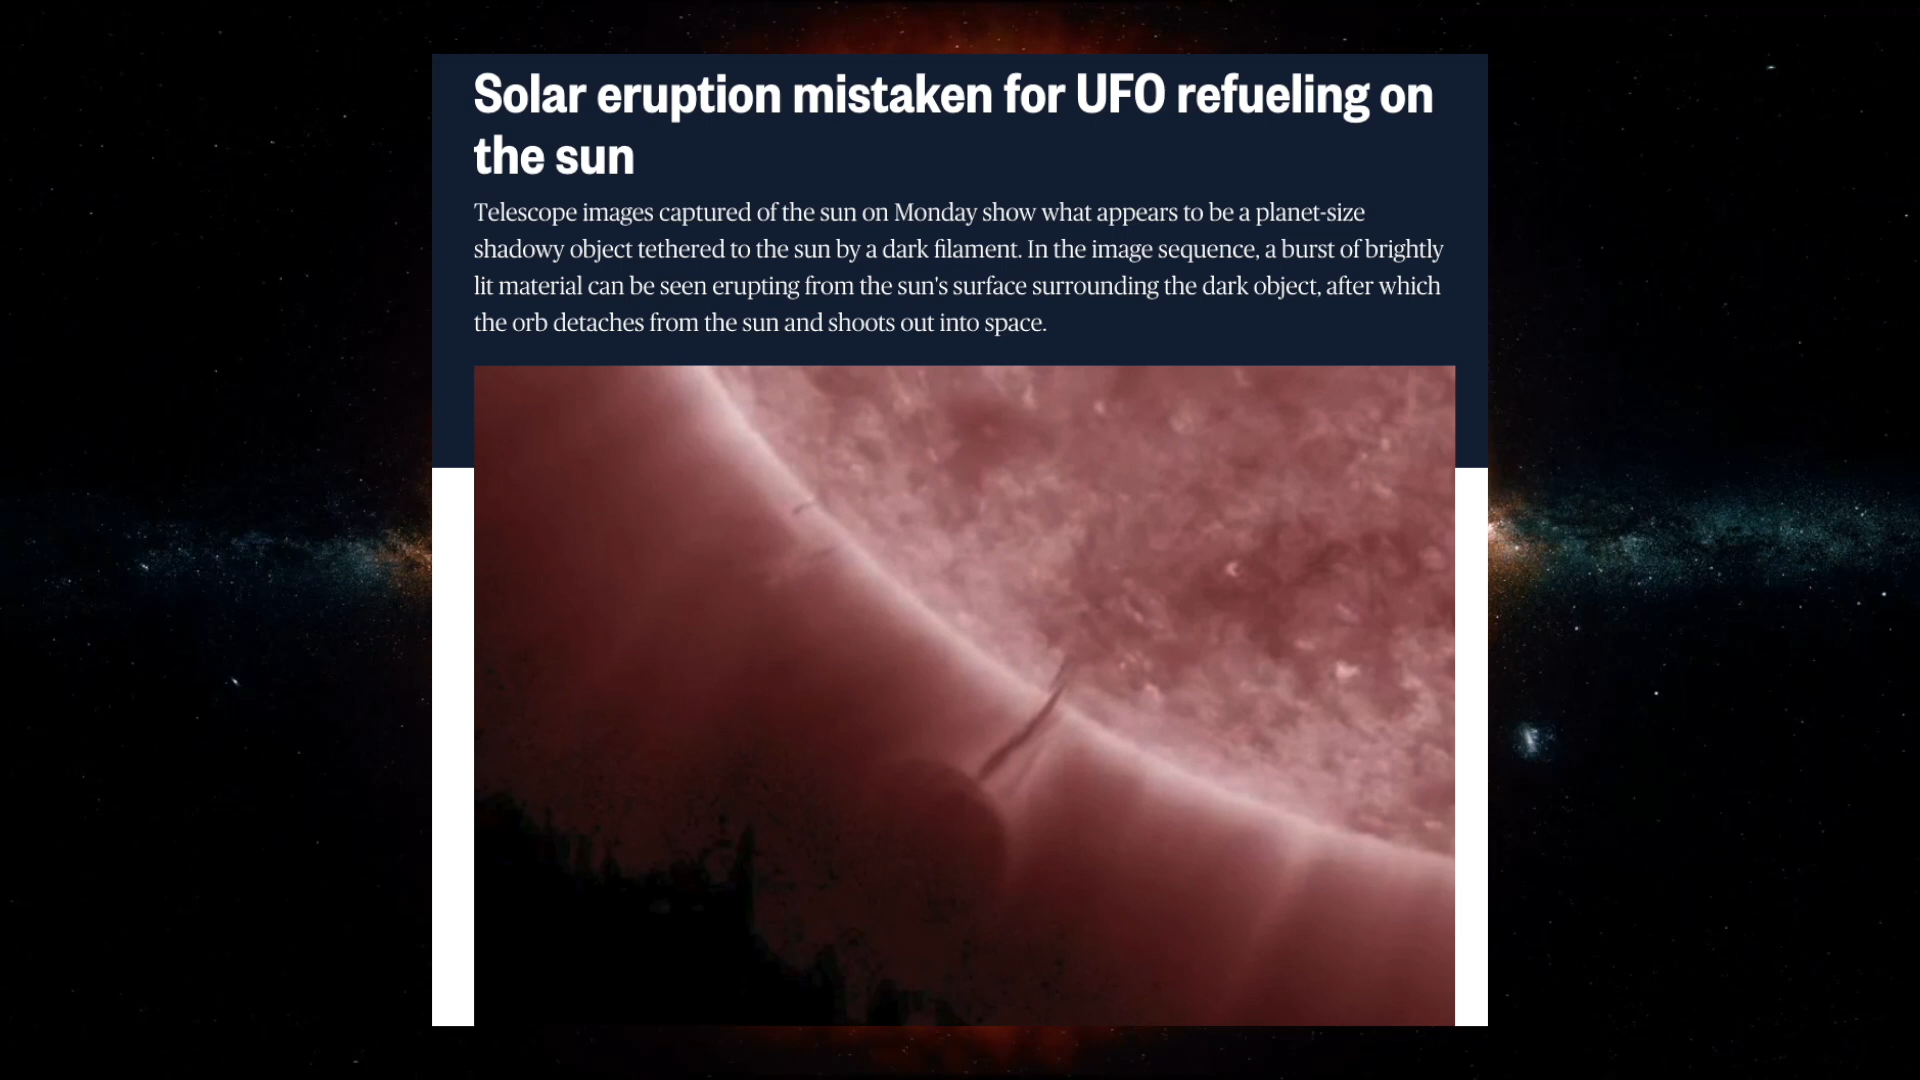 Solar eruption mistaken for UFO refueling on
the sun
Telescope images captured of the sun on Monday show what appears to be a planet-size
shadowy object tethered to the sun by a dark filament. In the image sequence, a burst of brightly
lit material can be seen erupting from the sun's surface surrounding the dark object, after which
the orb detaches from the sun and shoots out into space.